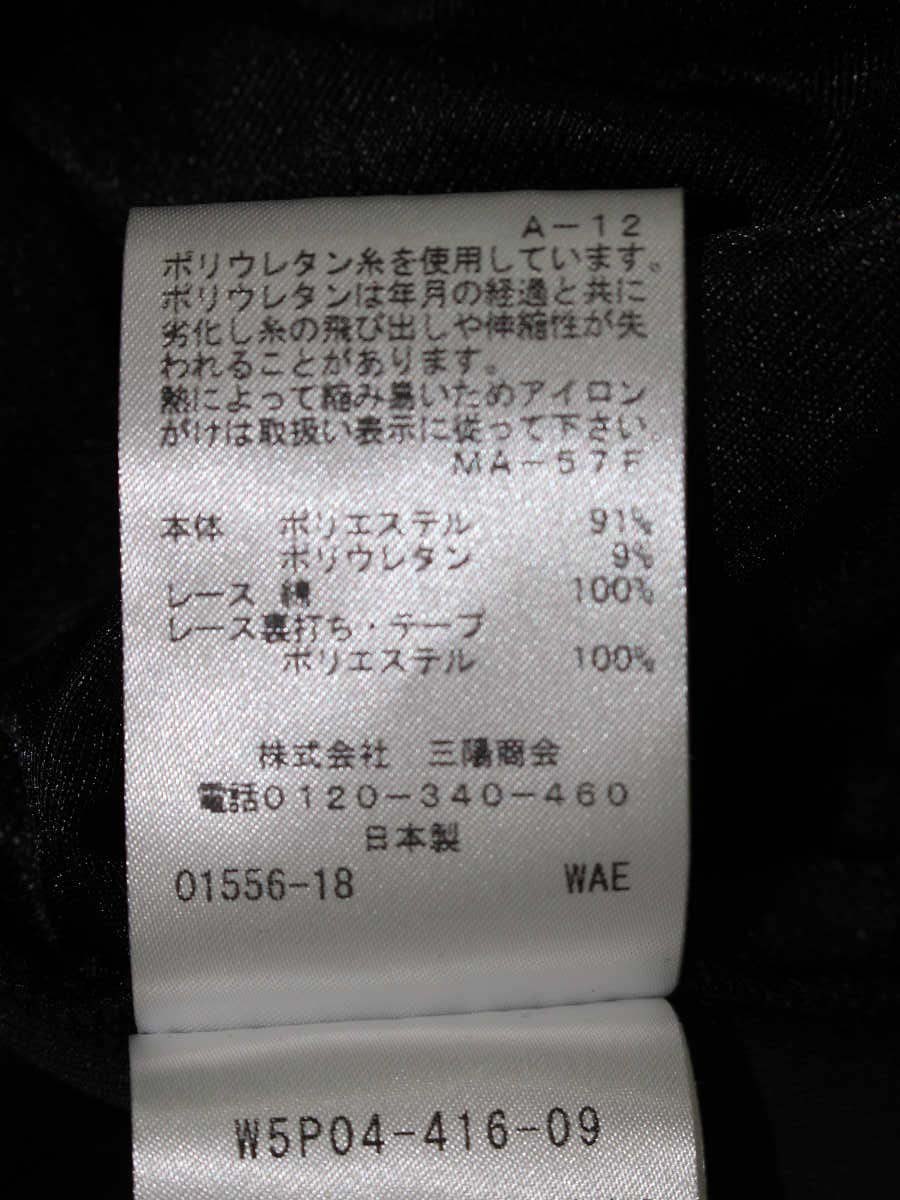 A-12
ポリウレタン糸を使用しています。
ポリウレタンは年月の経過と共に
劣化し糸の飛び出しや伸縮性が失
われることがあります。
熱によって縮み易いためアイロン
がけは取扱い表示に従って下さい。
MA-57F
本体 ポリエステル 91%
ポリウレタン 9%
レース 綿 100%
レース裏打ち・テープ
ポリエステル 100%
株式会社 三陽商会
電話0120-340-460
日本製
01556-18 WAE
W5P04-416-09